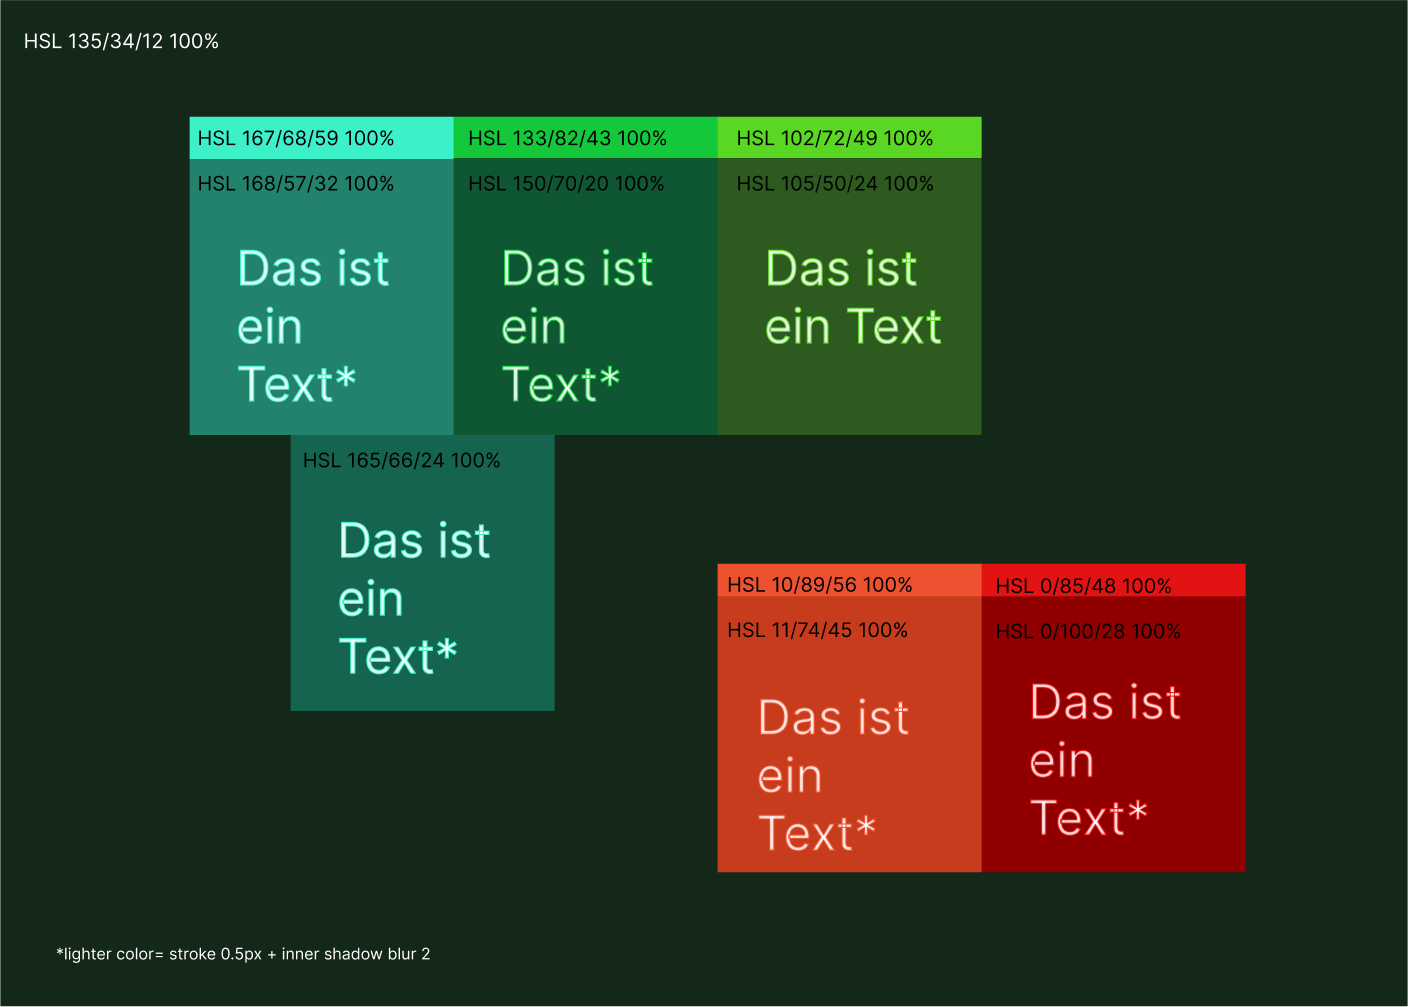 HSL 135/34/12 100%
HSL 167/68/59 100%
HSL 133/82/43 100%
HSL 102/72/49 100%
HSL 168/57/32 100%
HSL 150/70/20 100%
HSL 105/50/24 100%
Das ist
ein
Text*
Das ist
ein
Text*
Das ist
ein Text
HSL 165/66/24 100%
Das ist
ein
Text*
HSL 10/89/56 100%
HSL 0/85/48 100%
HSL 11/74/45 100%
HSL 0/100/28 100%
Das ist
ein
Text*
Das ist
ein
Text*
*lighter color= stroke 0.5px + inner shadow blur 2